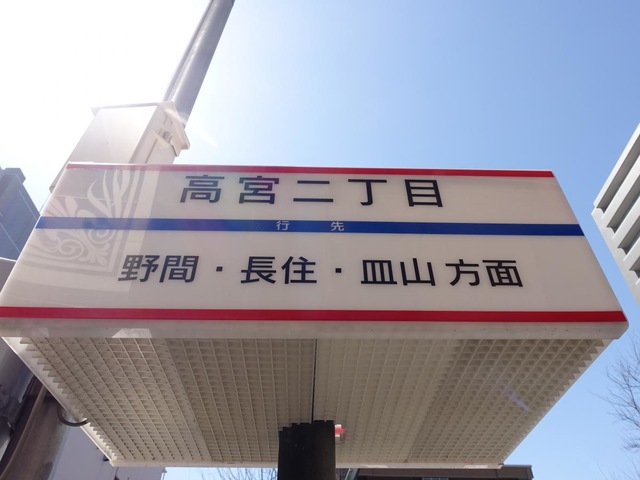 高宮二丁目
行先
野間・長住・皿山 方面